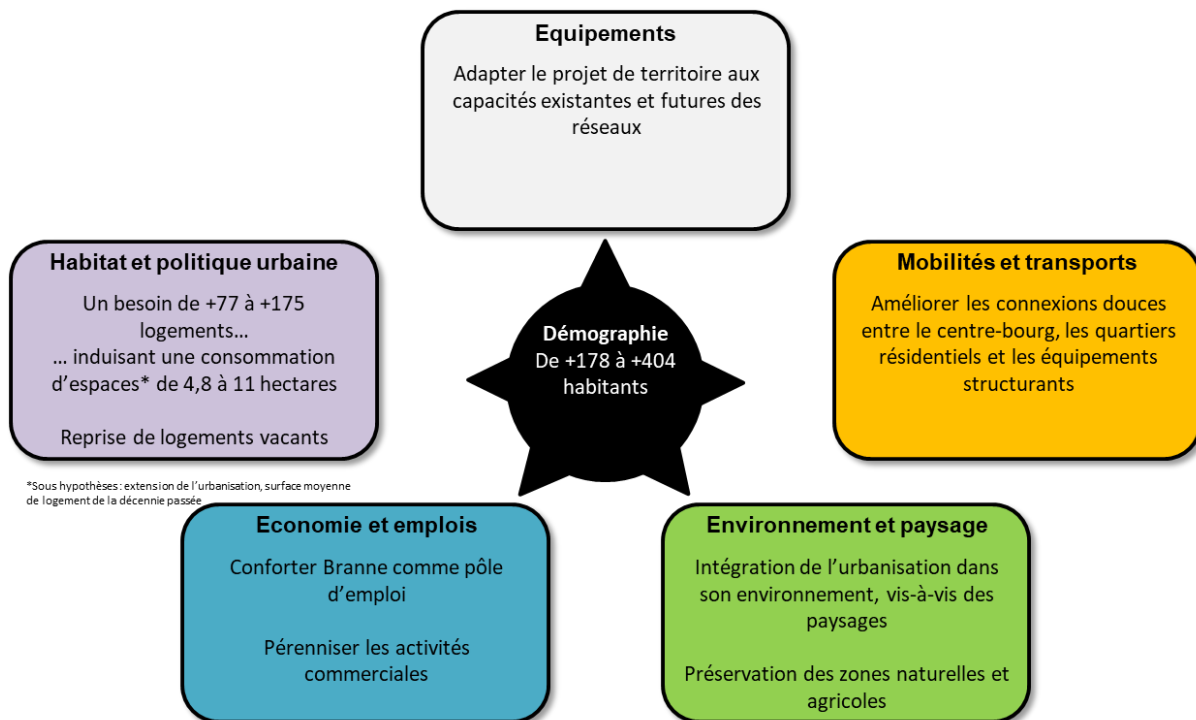 Equipements
Adapter le projet de territoire aux
capacités existantes et futures des
réseaux
Habitat et politique urbaine
Un besoin de +77 à +175
logements...
... induisant une consommation
d’espaces* de 4,8 à 11 hectares
Reprise de logements vacants
*Sous hypothèses : extension de l’urbanisation, surface moyenne
de logement de la décennie passée
Démographie
De +178 à +404
habitants
Mobilités et transports
Améliorer les connexions douces
entre le centre-bourg, les quartiers
résidentiels et les équipements
structurants
Economie et emplois
Conforter Branne comme pôle
d’emploi
Pérenniser les activités
commerciales
Environnement et paysage
Intégration de l’urbanisation dans
son environnement, vis-à-vis des
paysages
Préservation des zones naturelles et
agricoles